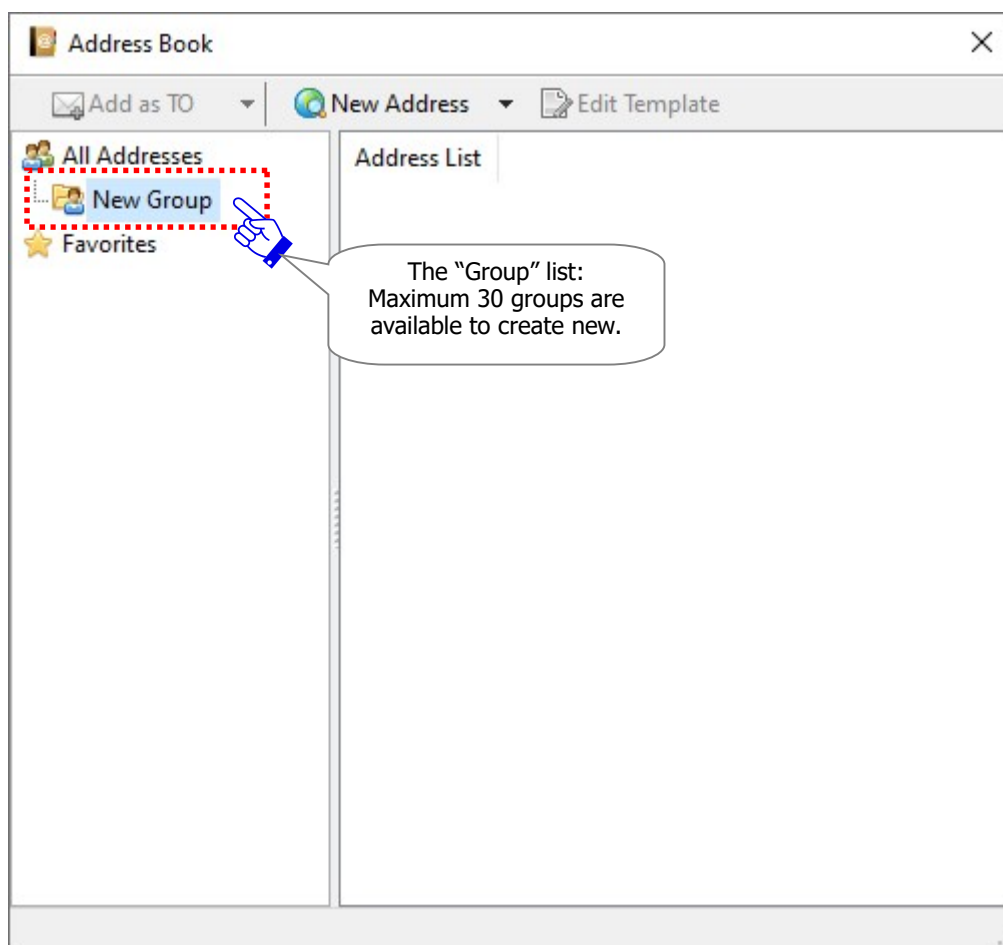 Address Book
Add as TO New Address Edit Template
All Addresses
Address List
New Group
Favorites
The “Group” list:
Maximum 30 groups are
available to create new.